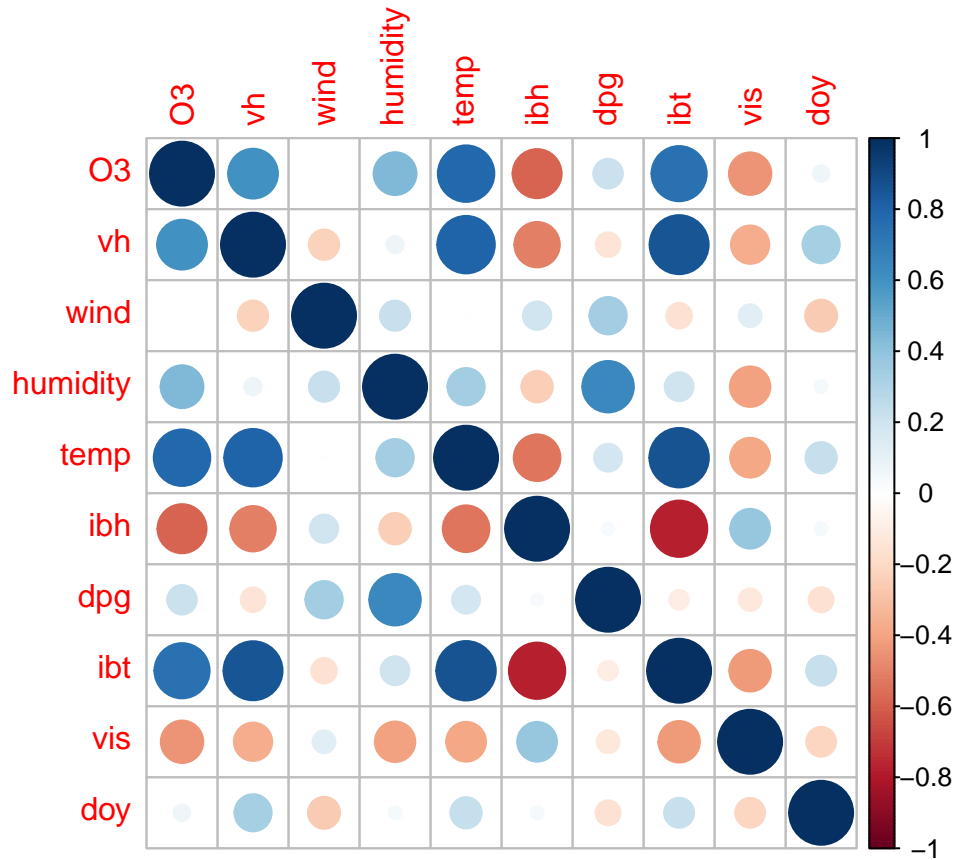 O3 vh wind humidity temp ibh dpg ibt vis doy
O3
vh
wind
humidity
temp
ibh
dpg
ibt
vis
doy
1
0.8
0.6
0.4
0.2
0
−0.2
−0.4
−0.6
−0.8
−1